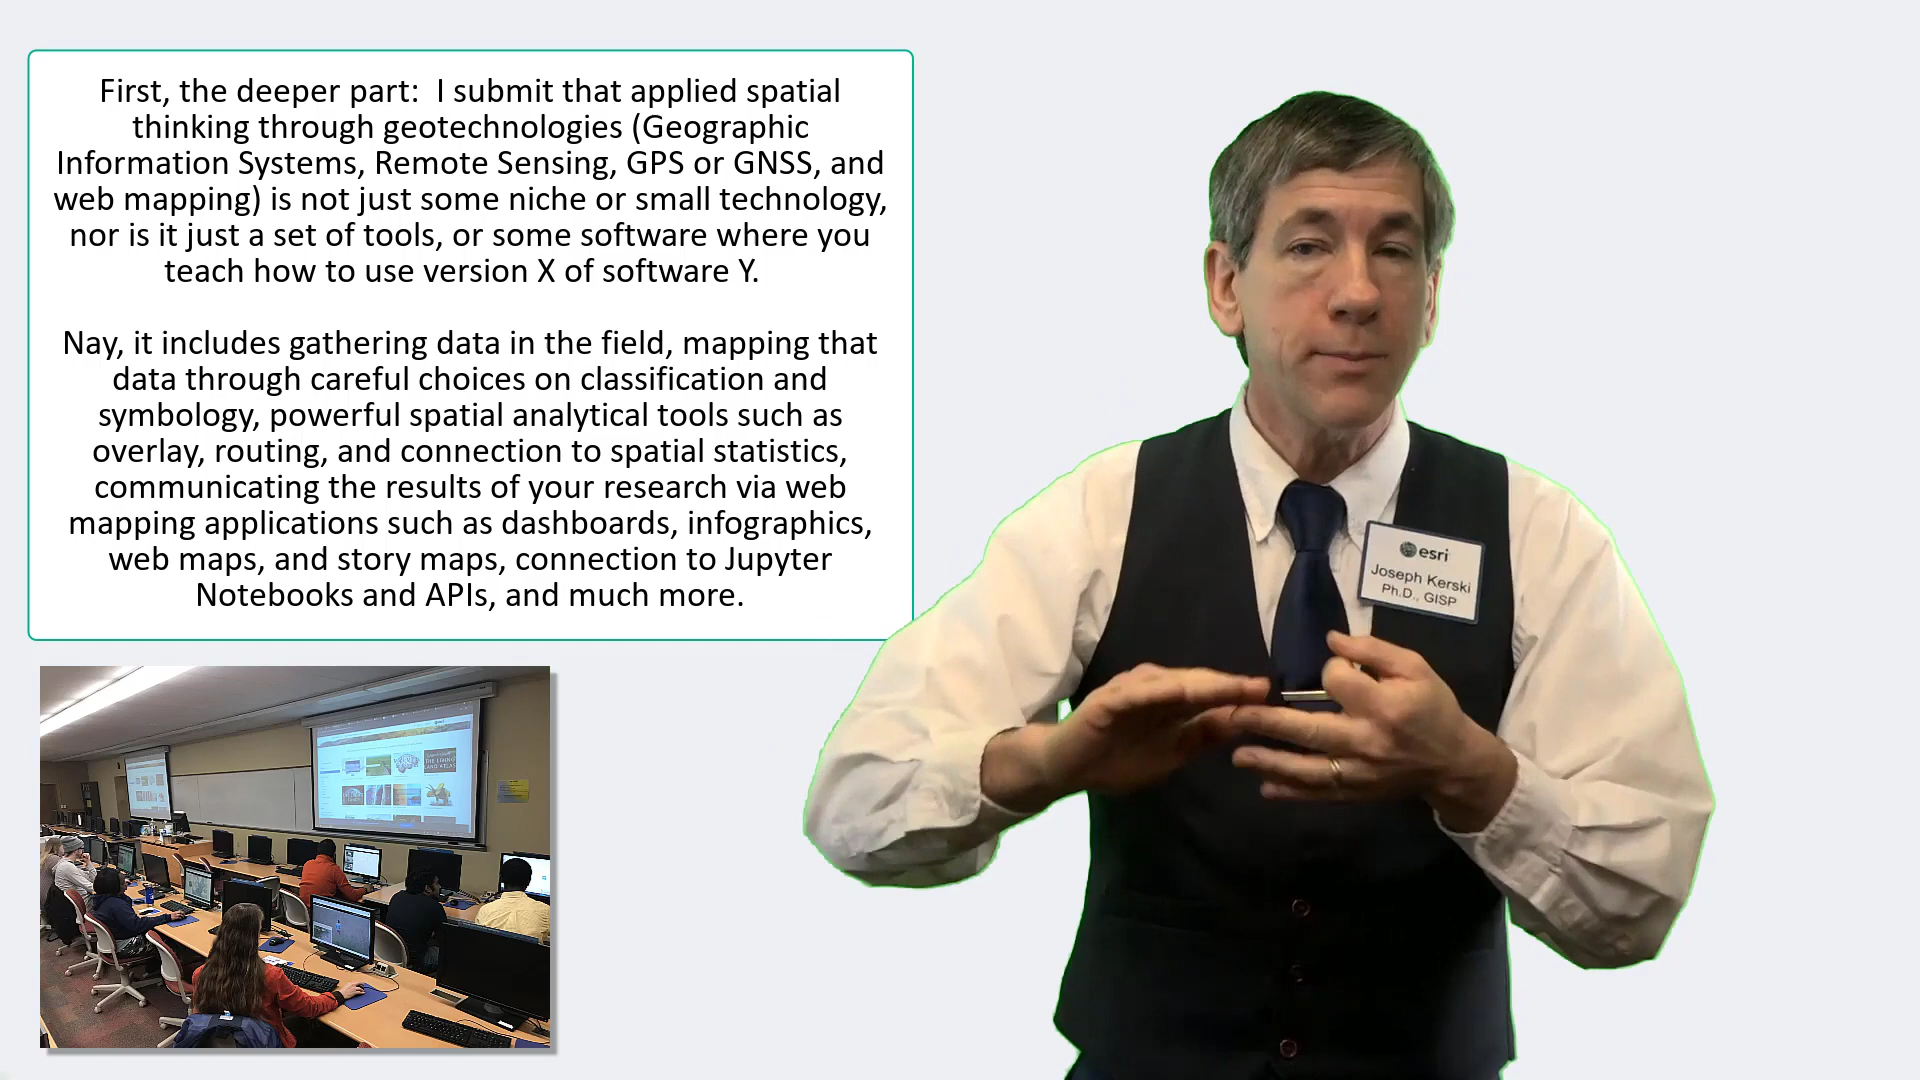 First, the deeper part:  I submit that applied spatial
thinking through geotechnologies (Geographic
Information Systems, Remote Sensing, GPS or GNSS, and
web mapping) is not just some niche or small technology,
nor is it just a set of tools, or some software where you
teach how to use version X of software Y.
Nay, it includes gathering data in the field, mapping that
data through careful choices on classification and
symbology, powerful spatial analytical tools such as
overlay, routing, and connection to spatial statistics,
communicating the results of your research via web
mapping applications such as dashboards, infographics,
web maps, and story maps, connection to Jupyter
Notebooks and APIs, and much more.
esri
Joseph Kerski
Ph.D., GISP